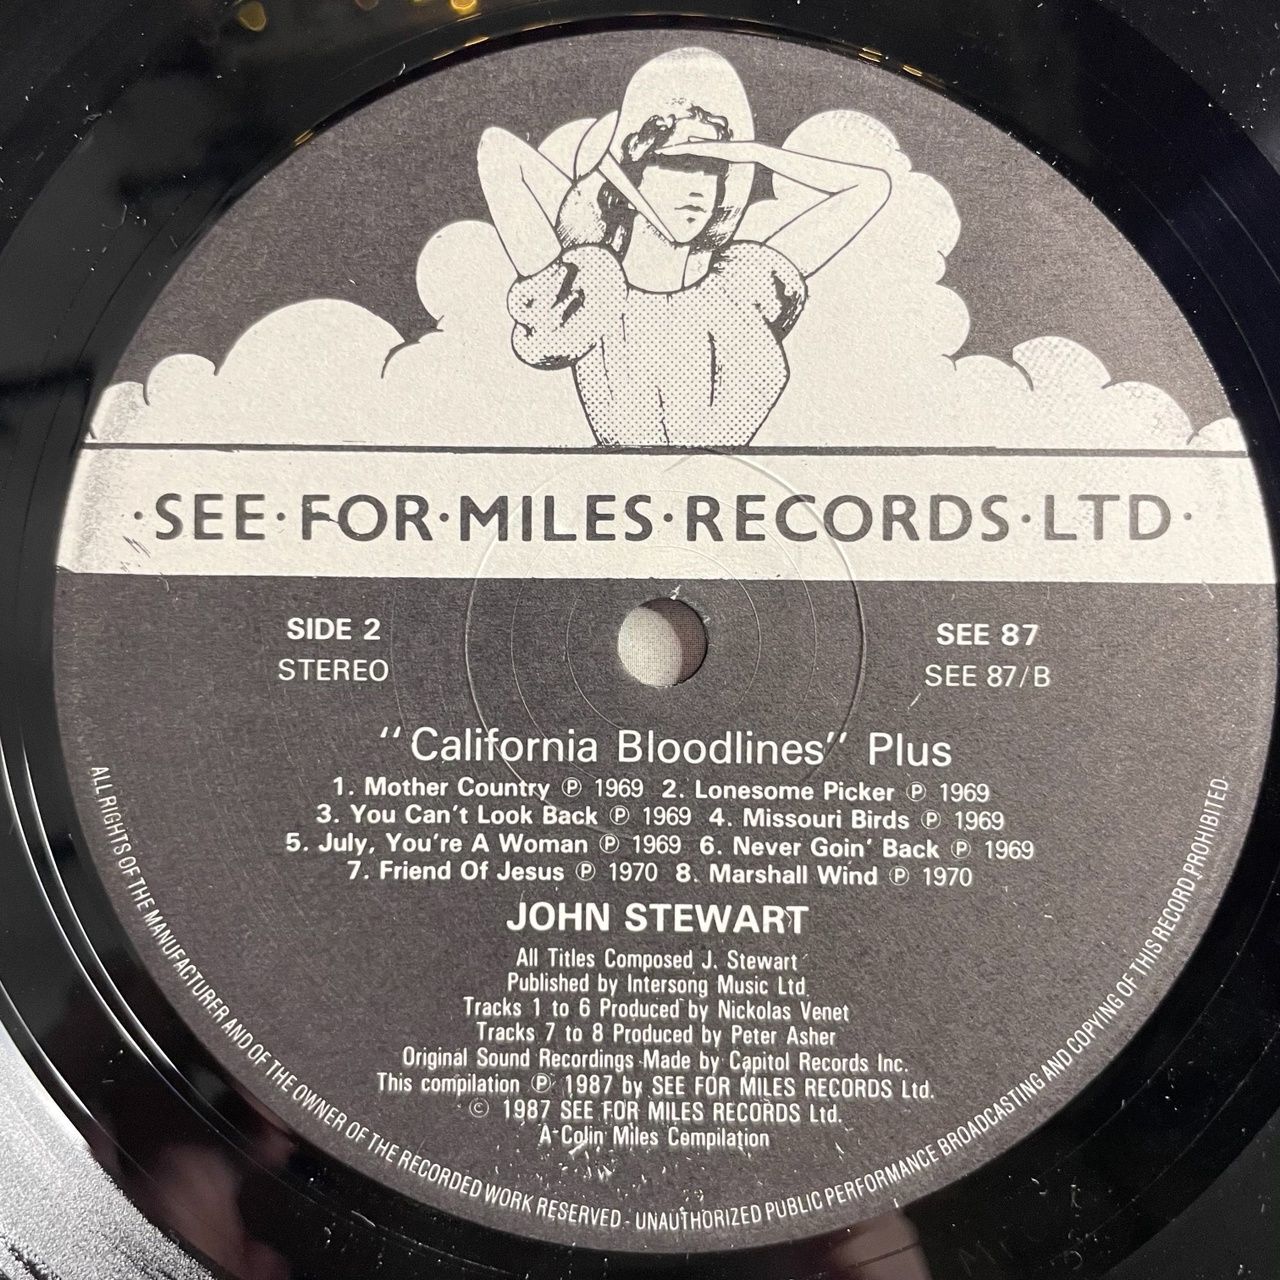 ·SEE·FOR·MILES·RECORDS·LTD·
SIDE 2
STEREO
SEE 87
SEE 87/B
"California Bloodlines" Plus
1. Mother Country ℗ 1969 2. Lonesome Picker ℗ 1969
3. You Can't Look Back ℗ 1969 4. Missouri Birds ℗ 1969
5. July, You're A Woman ℗ 1969 6. Never Goin' Back ℗ 1969
7. Friend Of Jesus ℗ 1970 8. Marshall Wind ℗ 1970
JOHN STEWART
All Titles Composed J. Stewart
Published by Intersong Music Ltd.
Tracks 1 to 6 Produced by Nickolas Venet
Tracks 7 to 8 Produced by Peter Asher
Original Sound Recordings Made by Capitol Records Inc.
This compilation ℗ 1987 by SEE FOR MILES RECORDS Ltd.
© 1987 SEE FOR MILES RECORDS Ltd.
A Colin Miles Compilation
ALL RIGHTS OF THE MANUFACTURER AND OF THE OWNER OF THE RECORDED WORK RESERVED - UNAUTHORIZED PUBLIC PERFORMANCE BROADCASTING AND COPYING OF THIS RECORD PROHIBITED